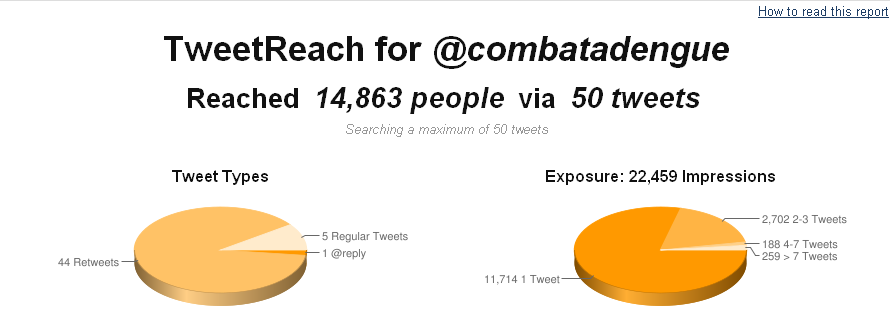 How to read this report
TweetReach for @combatadengue
Reached 14,863 people via 50 tweets
Searching a maximum of 50 tweets
Tweet Types
44 Retweets
5 Regular Tweets
1 @reply
Exposure: 22,459 Impressions
2,702 2-3 Tweets
188 4-7 Tweets
259 > 7 Tweets
11,714 1 Tweet